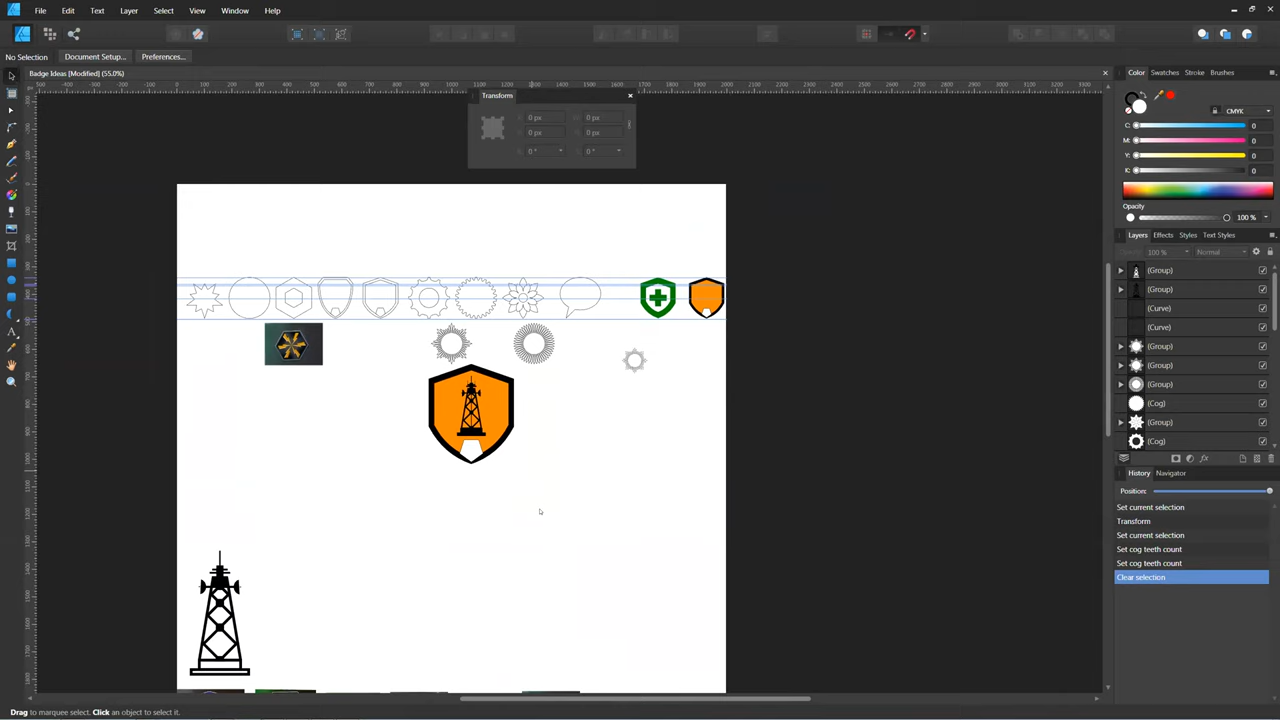 File Edit Text Layer Select View Window Help
No Selection Document Setup... Preferences...
Badge Ideas [Modified] (55.0%)
Transform
0 px 0 px
0 px 0 px
0 ° 0 °
Color Swatches Stroke Brushes
CMYK
C: 0
M: 0
Y: 0
K: 0
Opacity
100 %
Layers Effects Styles Text Styles
100 % Normal
(Group)
(Group)
(Curve)
(Curve)
(Group)
(Group)
(Group)
(Cog)
(Group)
(Cog)
History Navigator
Position:
Set current selection
Transform
Set current selection
Set cog teeth count
Set cog teeth count
Clear selection
Drag to marquee select. Click an object to select it.